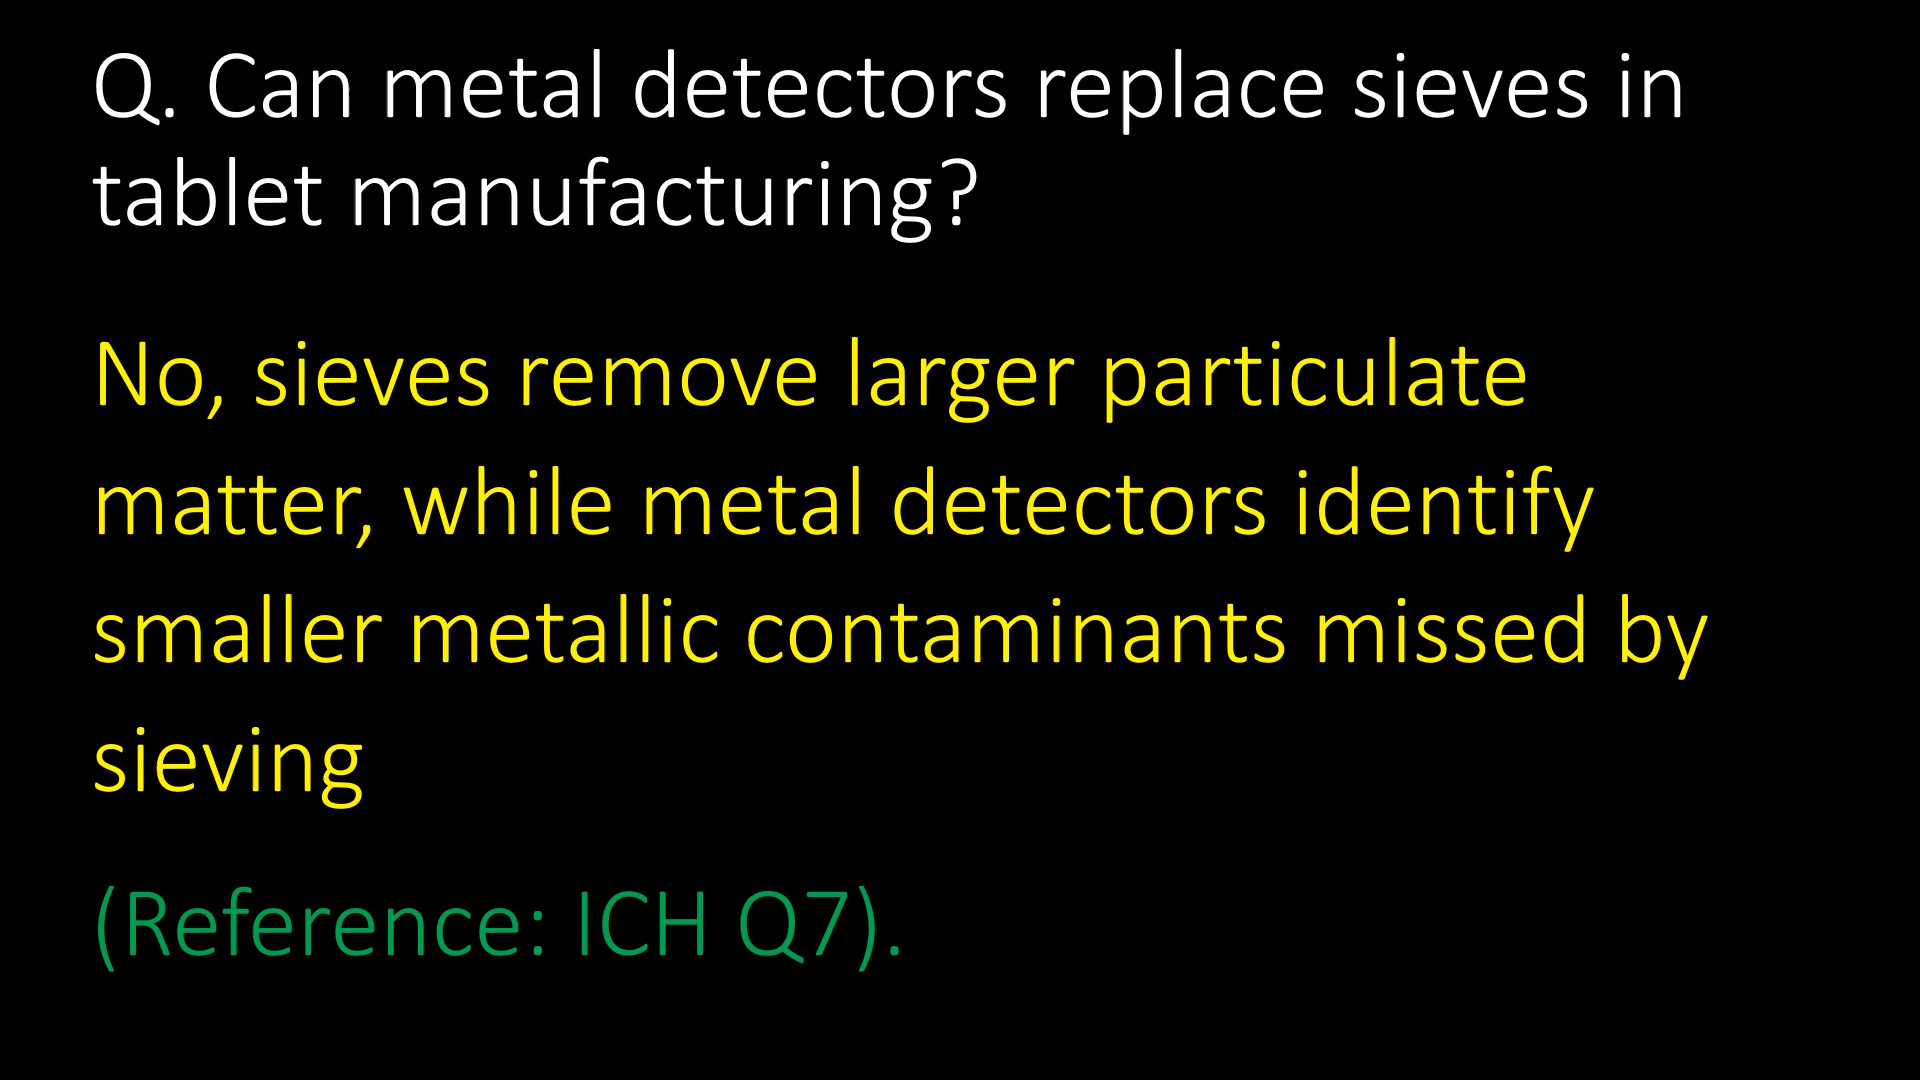 Q. Can metal detectors replace sieves in
tablet manufacturing?
No, sieves remove larger particulate
matter, while metal detectors identify
smaller metallic contaminants missed by
sieving
(Reference: ICH Q7).